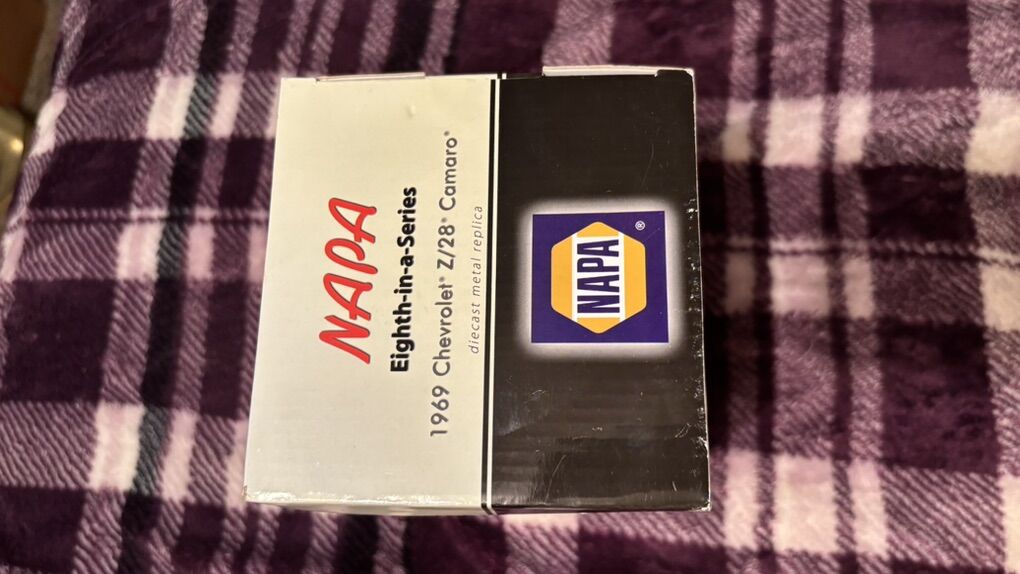 NAPA
Eighth-in-a-Series
1969 Chevrolet® Z/28® Camaro®
diecast metal replica
NAPA ®